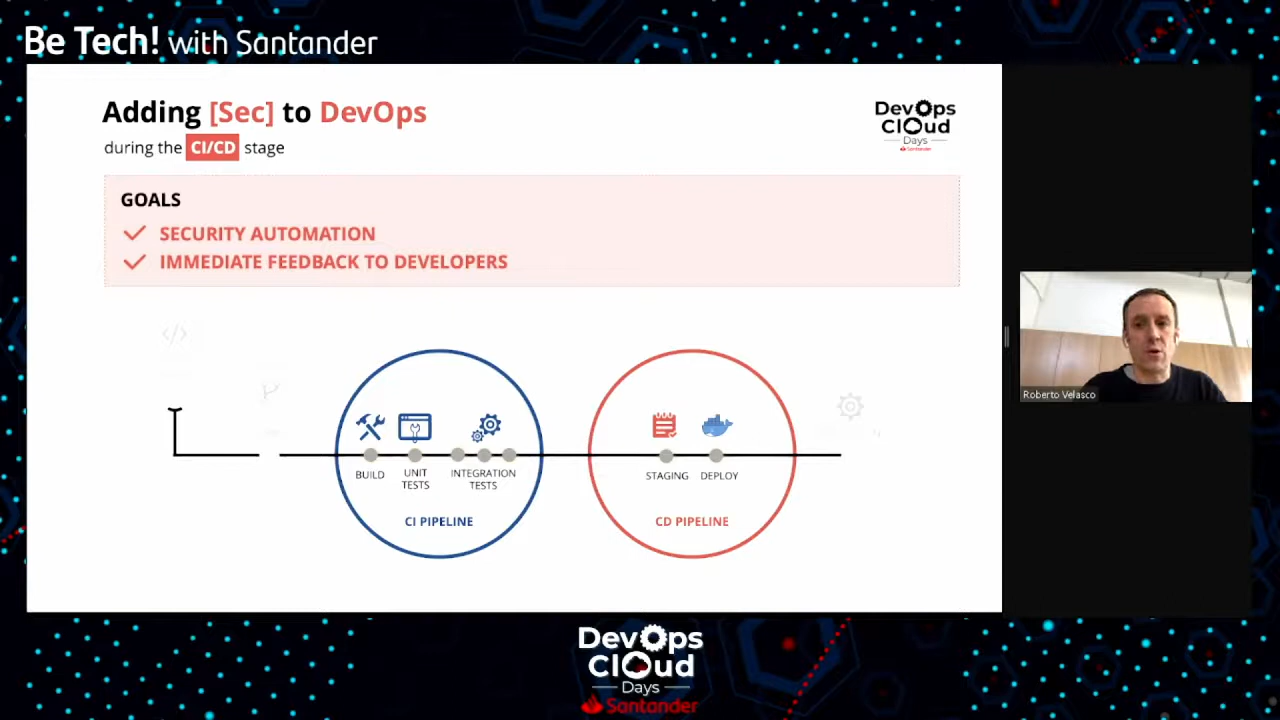 Be Tech! with Santander
Adding [Sec] to DevOps
during the CI/CD stage
DevOps
Cloud
Days
Santander
GOALS
SECURITY AUTOMATION
IMMEDIATE FEEDBACK TO DEVELOPERS
BUILD
UNIT
TESTS
INTEGRATION
TESTS
CI PIPELINE
STAGING
DEPLOY
CD PIPELINE
Roberto Velasco
DevOps
Cloud
Days
Santander